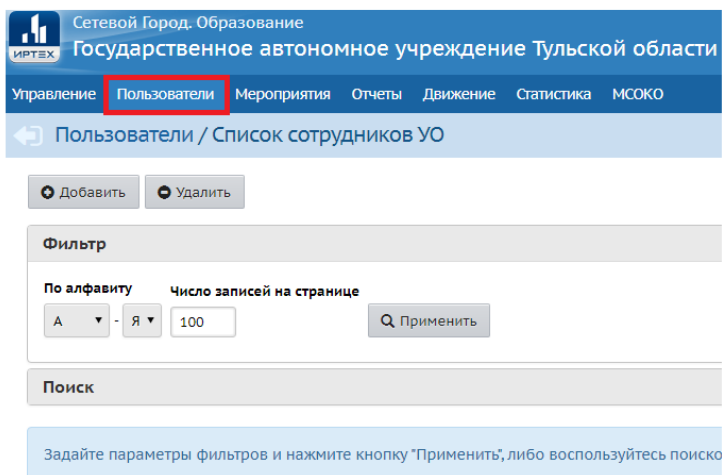 Сетевой Город. Образование
ИРТЕХ
Государственное автономное учреждение Тульской области
Управление Пользователи Мероприятия Отчеты Движение Статистика МСОКО
Пользователи / Список сотрудников УО
Добавить Удалить
Фильтр
По алфавиту Число записей на странице
А - Я 100 Применить
Поиск
Задайте параметры фильтров и нажмите кнопку "Применить", либо воспользуйтесь поиско